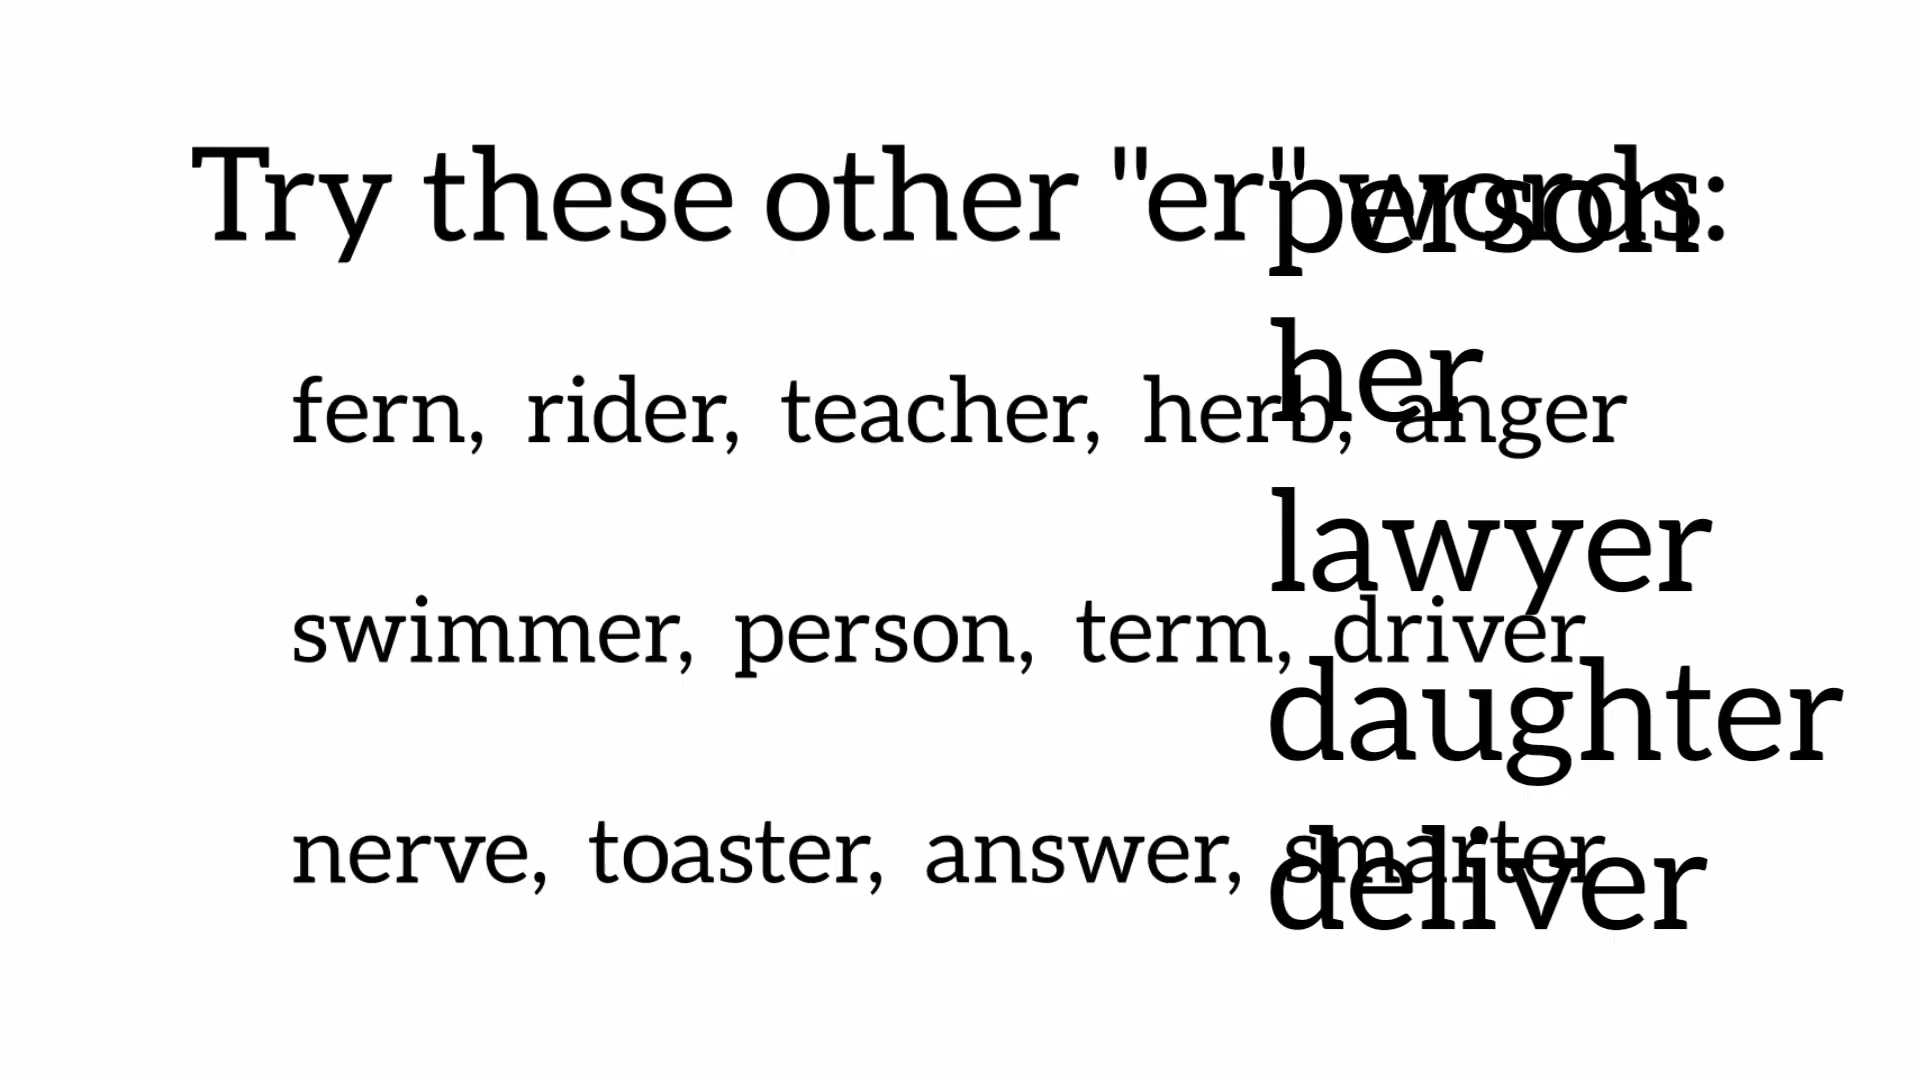 Try these other "er" words:
fern, rider, teacher, herb, anger
swimmer, person, term, driver
nerve, toaster, answer, smarter
person
her
lawyer
daughter
deliver